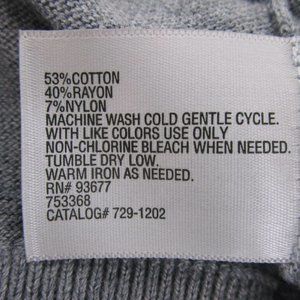 53%COTTON
40%RAYON
7%NYLON
MACHINE WASH COLD GENTLE CYCLE.
WITH LIKE COLORS USE ONLY
NON-CHLORINE BLEACH WHEN NEEDED.
TUMBLE DRY LOW.
WARM IRON AS NEEDED.
RN# 93677
753368
CATALOG# 729-1202